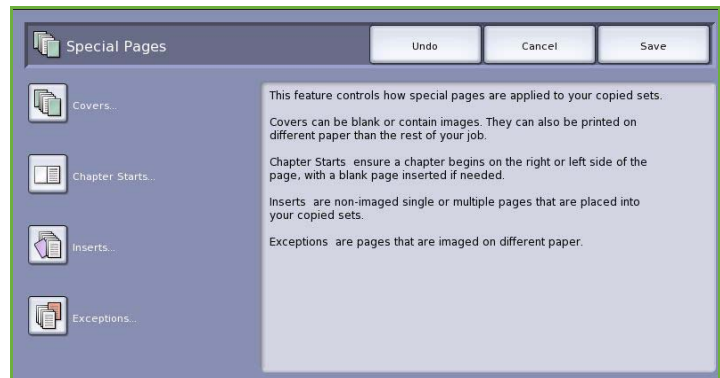 Special Pages
Undo
Cancel
Save
Covers...
Chapter Starts...
Inserts...
Exceptions...
This feature controls how special pages are applied to your copied sets.
Covers can be blank or contain images. They can also be printed on
different paper than the rest of your job.
Chapter Starts ensure a chapter begins on the right or left side of the
page, with a blank page inserted if needed.
Inserts are non-imaged single or multiple pages that are placed into
your copied sets.
Exceptions are pages that are imaged on different paper.